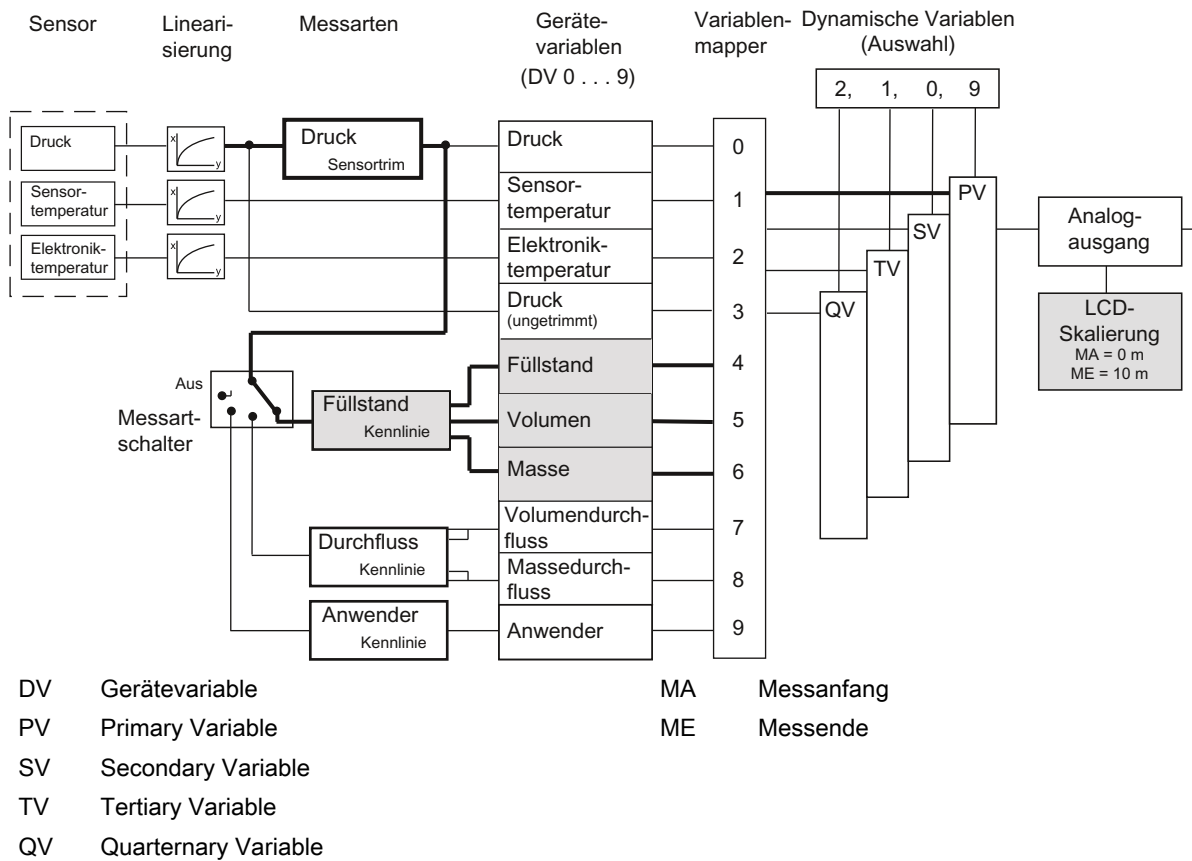 Sensor
Lineari-
sierung
Messarten
Geräte-
variablen
(DV 0 . . . 9)
Variablen-
mapper
Dynamische Variablen
(Auswahl)
2, 1, 0, 9
Druck
Sensor-
temperatur
Elektronik-
temperatur
x
y
x
y
x
y
Druck
Sensortrim
Druck
Sensor-
temperatur
Elektronik-
temperatur
Druck
(ungetrimmt)
Füllstand
Volumen
Masse
Volumendurch-
fluss
Massedurch-
fluss
Anwender
0
1
2
3
4
5
6
7
8
9
PV
SV
TV
QV
Analog-
ausgang
LCD-
Skalierung
MA = 0 m
ME = 10 m
Aus
Messart-
schalter
Füllstand
Kennlinie
Durchfluss
Kennlinie
Anwender
Kennlinie
DV Gerätevariable
PV Primary Variable
SV Secondary Variable
TV Tertiary Variable
QV Quarternary Variable
MA Messanfang
ME Messende